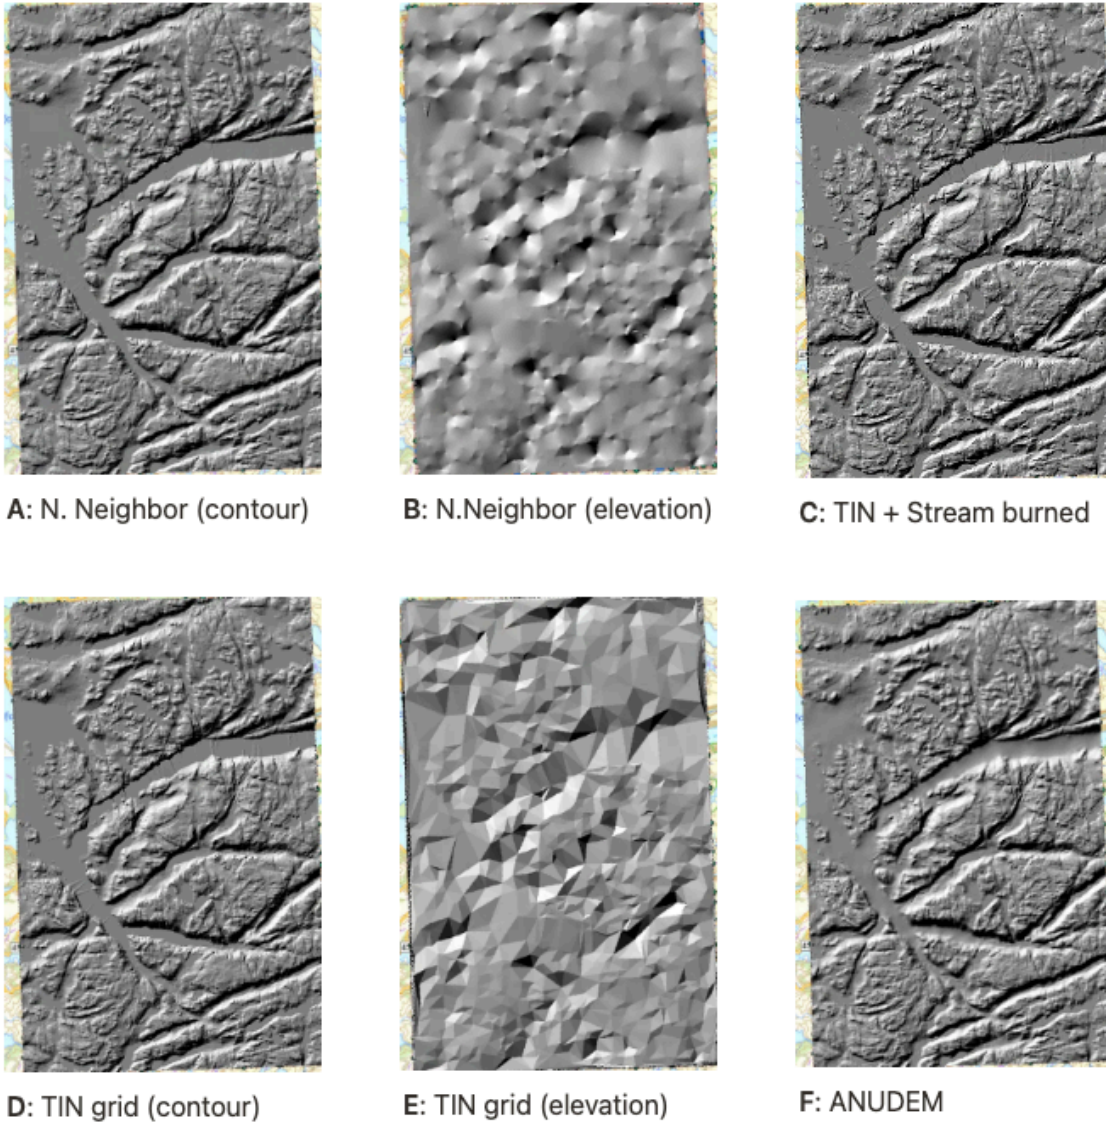 A: N. Neighbor (contour)
B: N.Neighbor (elevation)
C: TIN + Stream burned
D: TIN grid (contour)
E: TIN grid (elevation)
F: ANUDEM